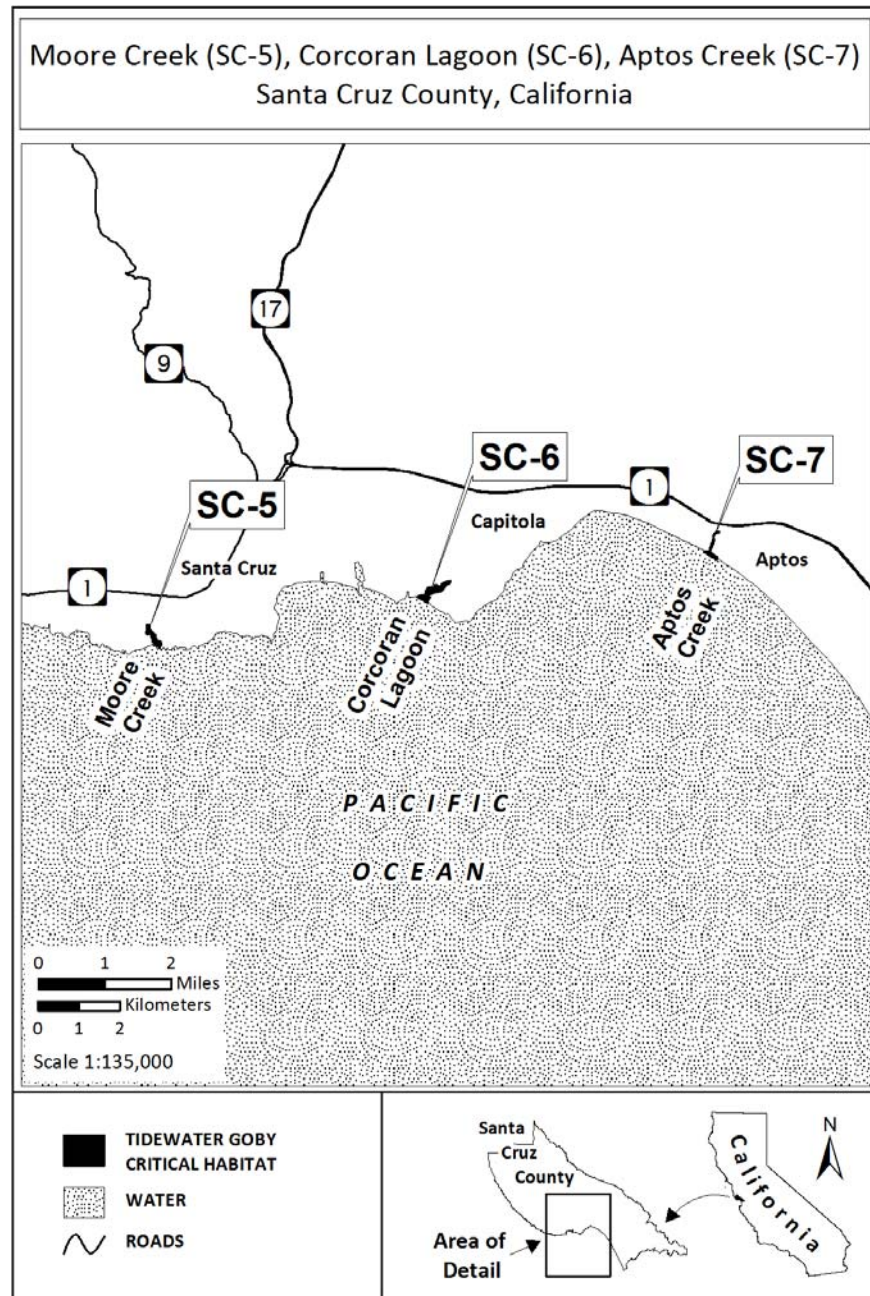 Moore Creek (SC-5), Corcoran Lagoon (SC-6), Aptos Creek (SC-7)
Santa Cruz County, California
17
9
SC-6
SC-7
SC-5
1
Capitola
Santa Cruz
Aptos
1
Moore
Creek
Corcoran
Lagoon
Aptos
Creek
PACIFIC
OCEAN
0 1 2
Miles
Kilometers
0 1 2
Scale 1:135,000
TIDEWATER GOBY
CRITICAL HABITAT
WATER
ROADS
Santa
Cruz
County
Area of
Detail
California
N